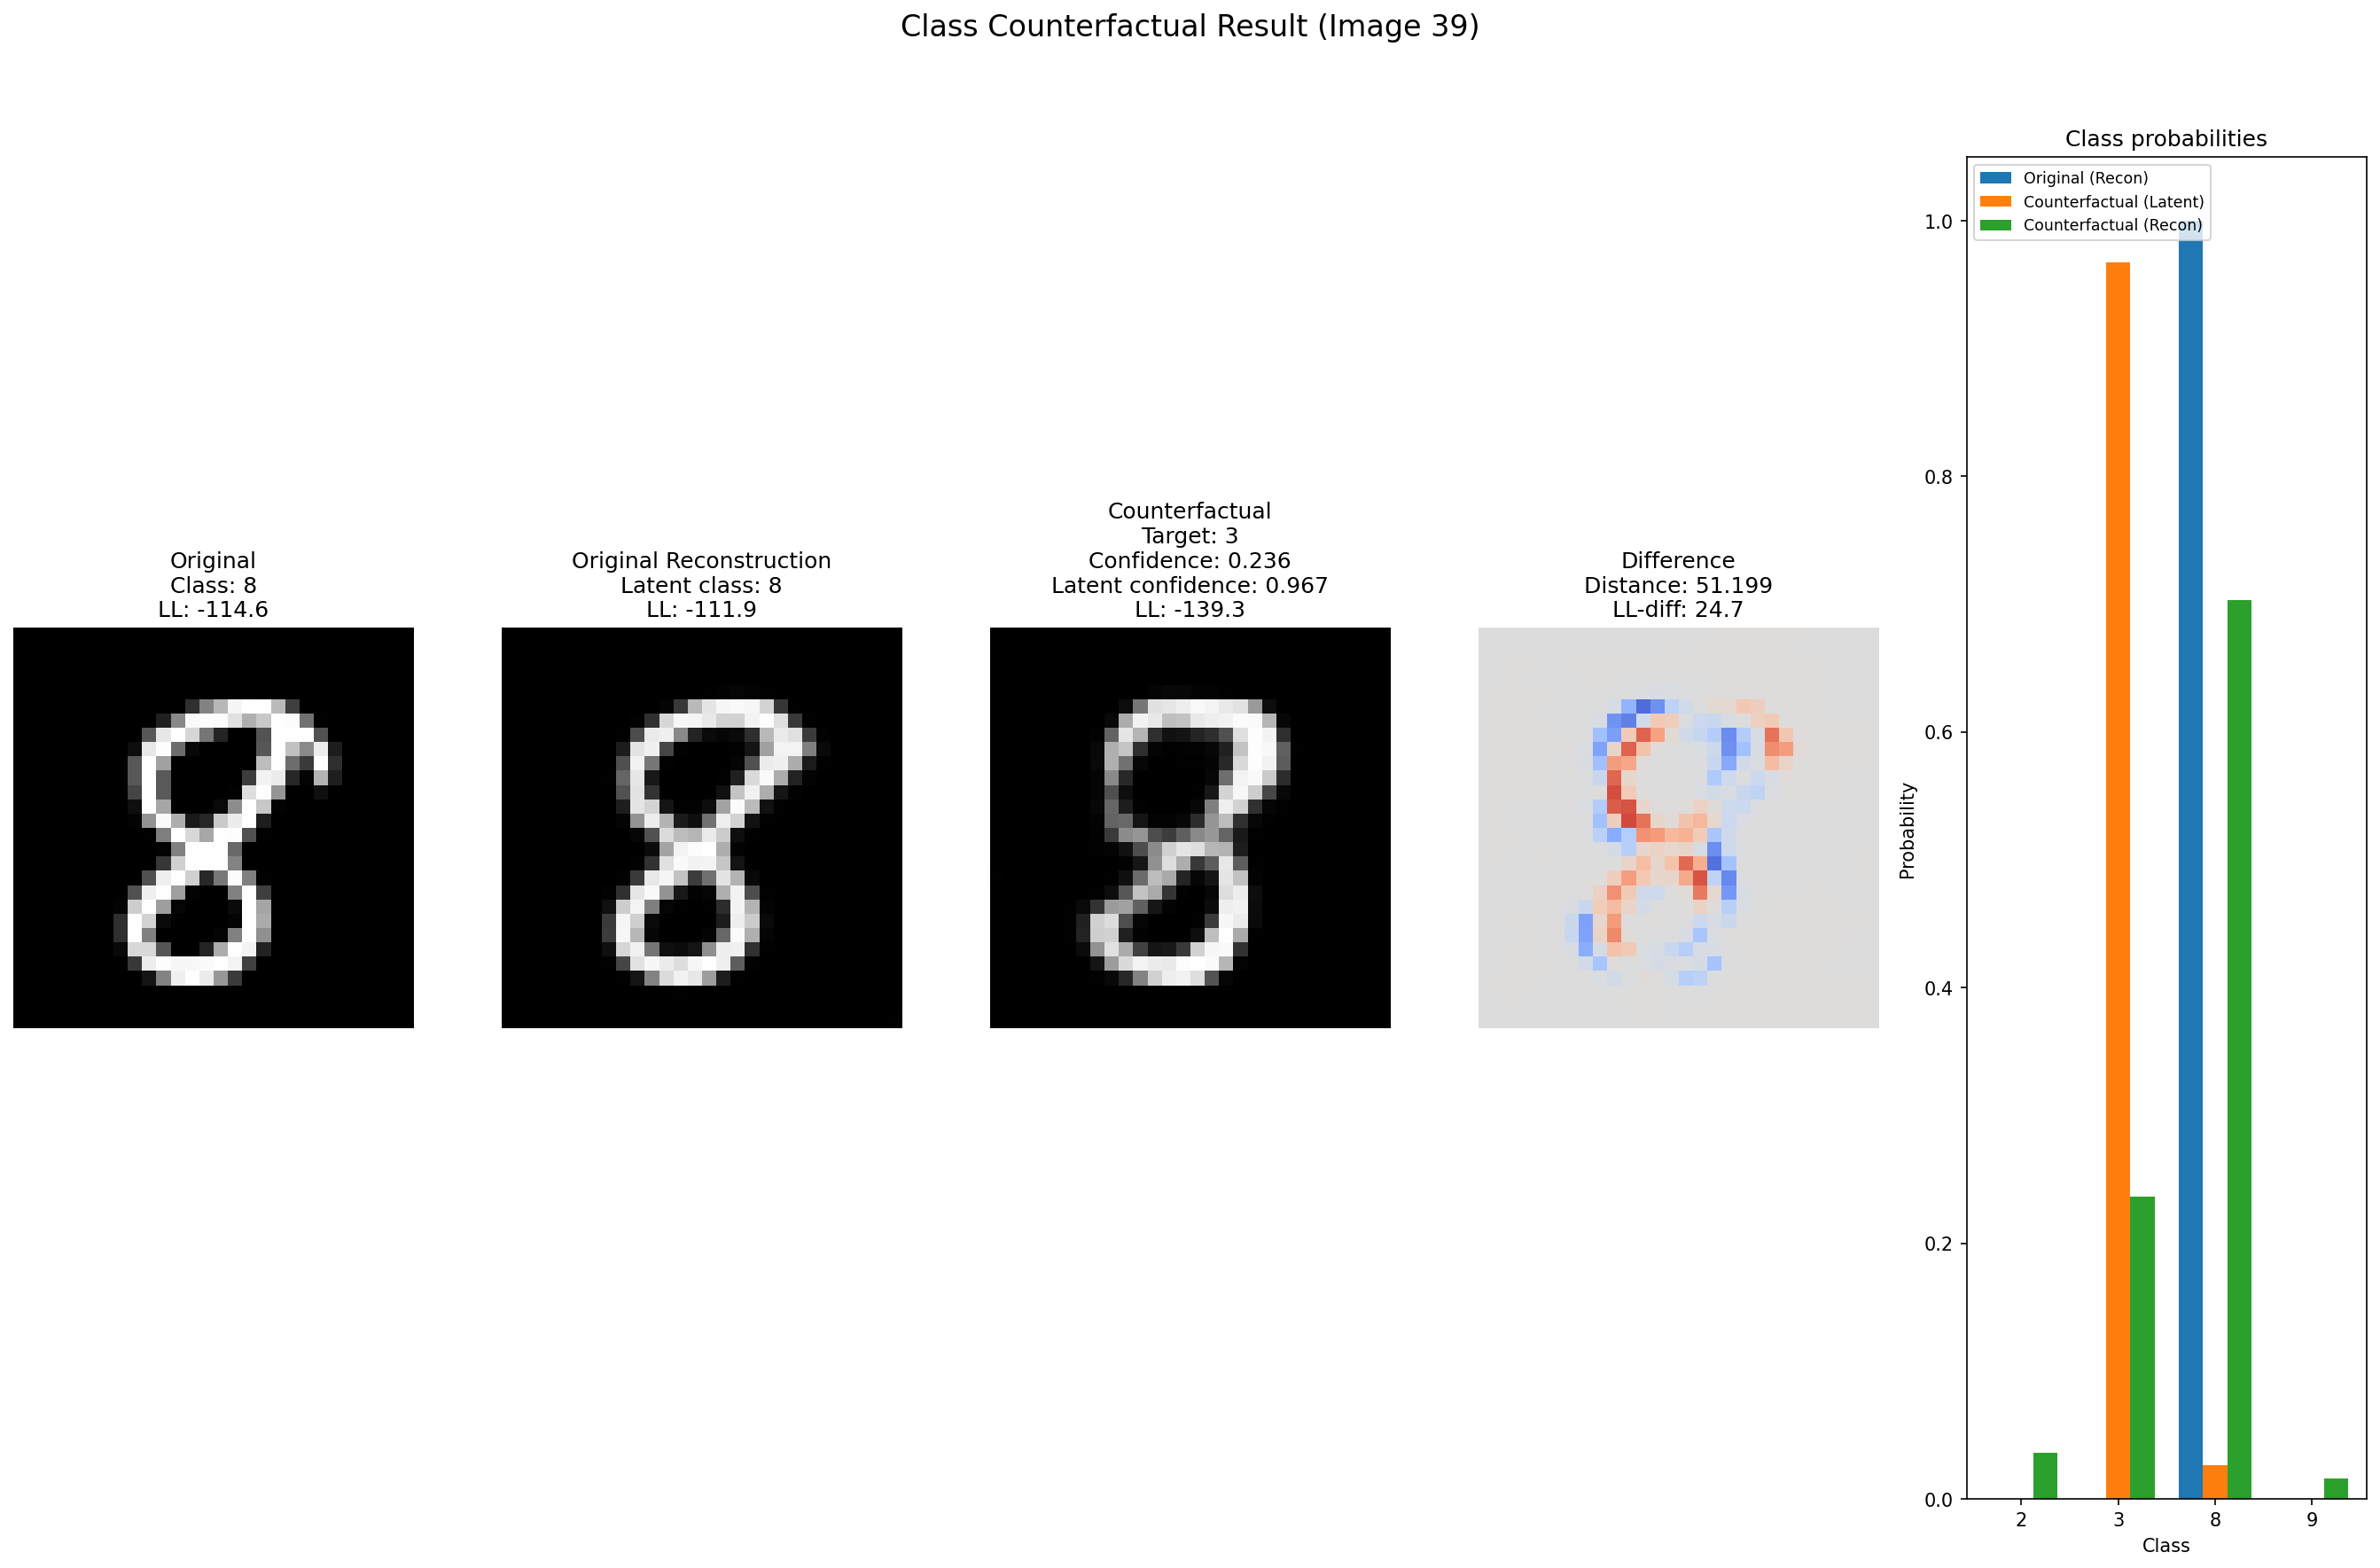 Class Counterfactual Result (Image 39)
Original
Class: 8
LL: -114.6
Original Reconstruction
Latent class: 8
LL: -111.9
Counterfactual
Target: 3
Confidence: 0.236
Latent confidence: 0.967
LL: -139.3
Difference
Distance: 51.199
LL-diff: 24.7
Class probabilities
Original (Recon)
Counterfactual (Latent)
Counterfactual (Recon)
1.0
0.8
0.6
0.4
0.2
0.0
Probability
2 3 8 9
Class